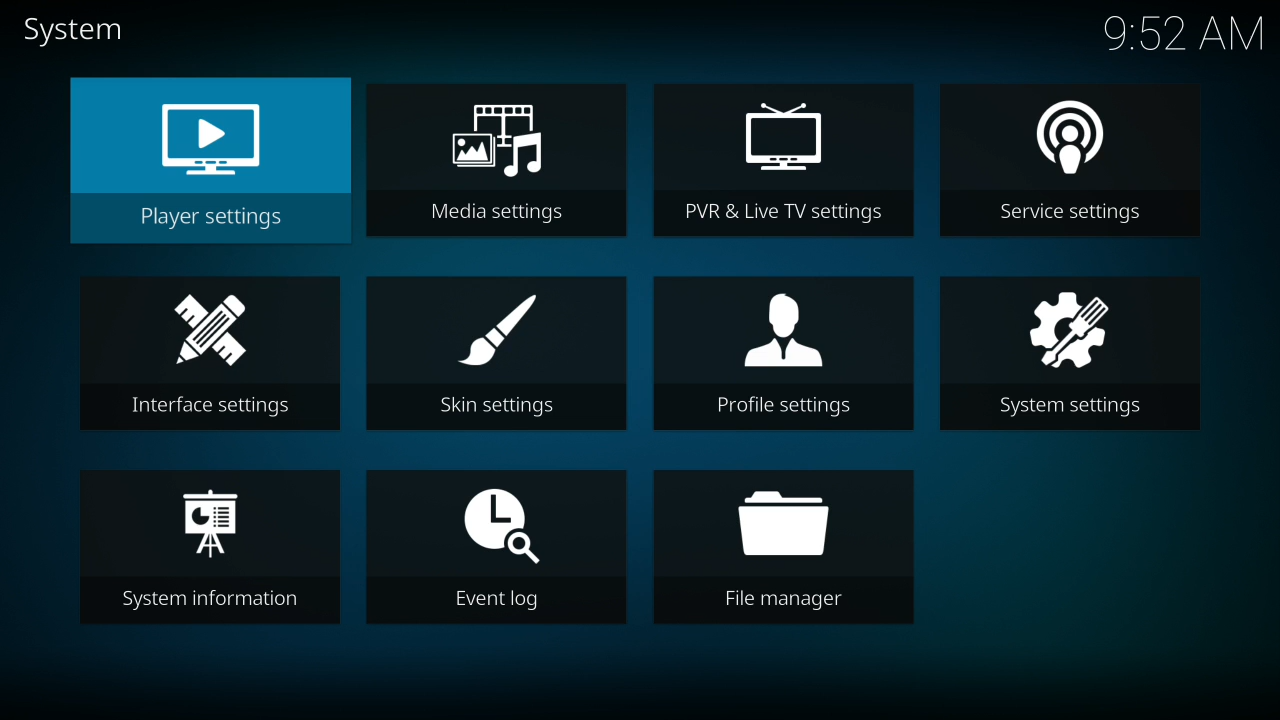 System
9:52 AM
Player settings
Media settings
PVR & Live TV settings
Service settings
Interface settings
Skin settings
Profile settings
System settings
System information
Event log
File manager